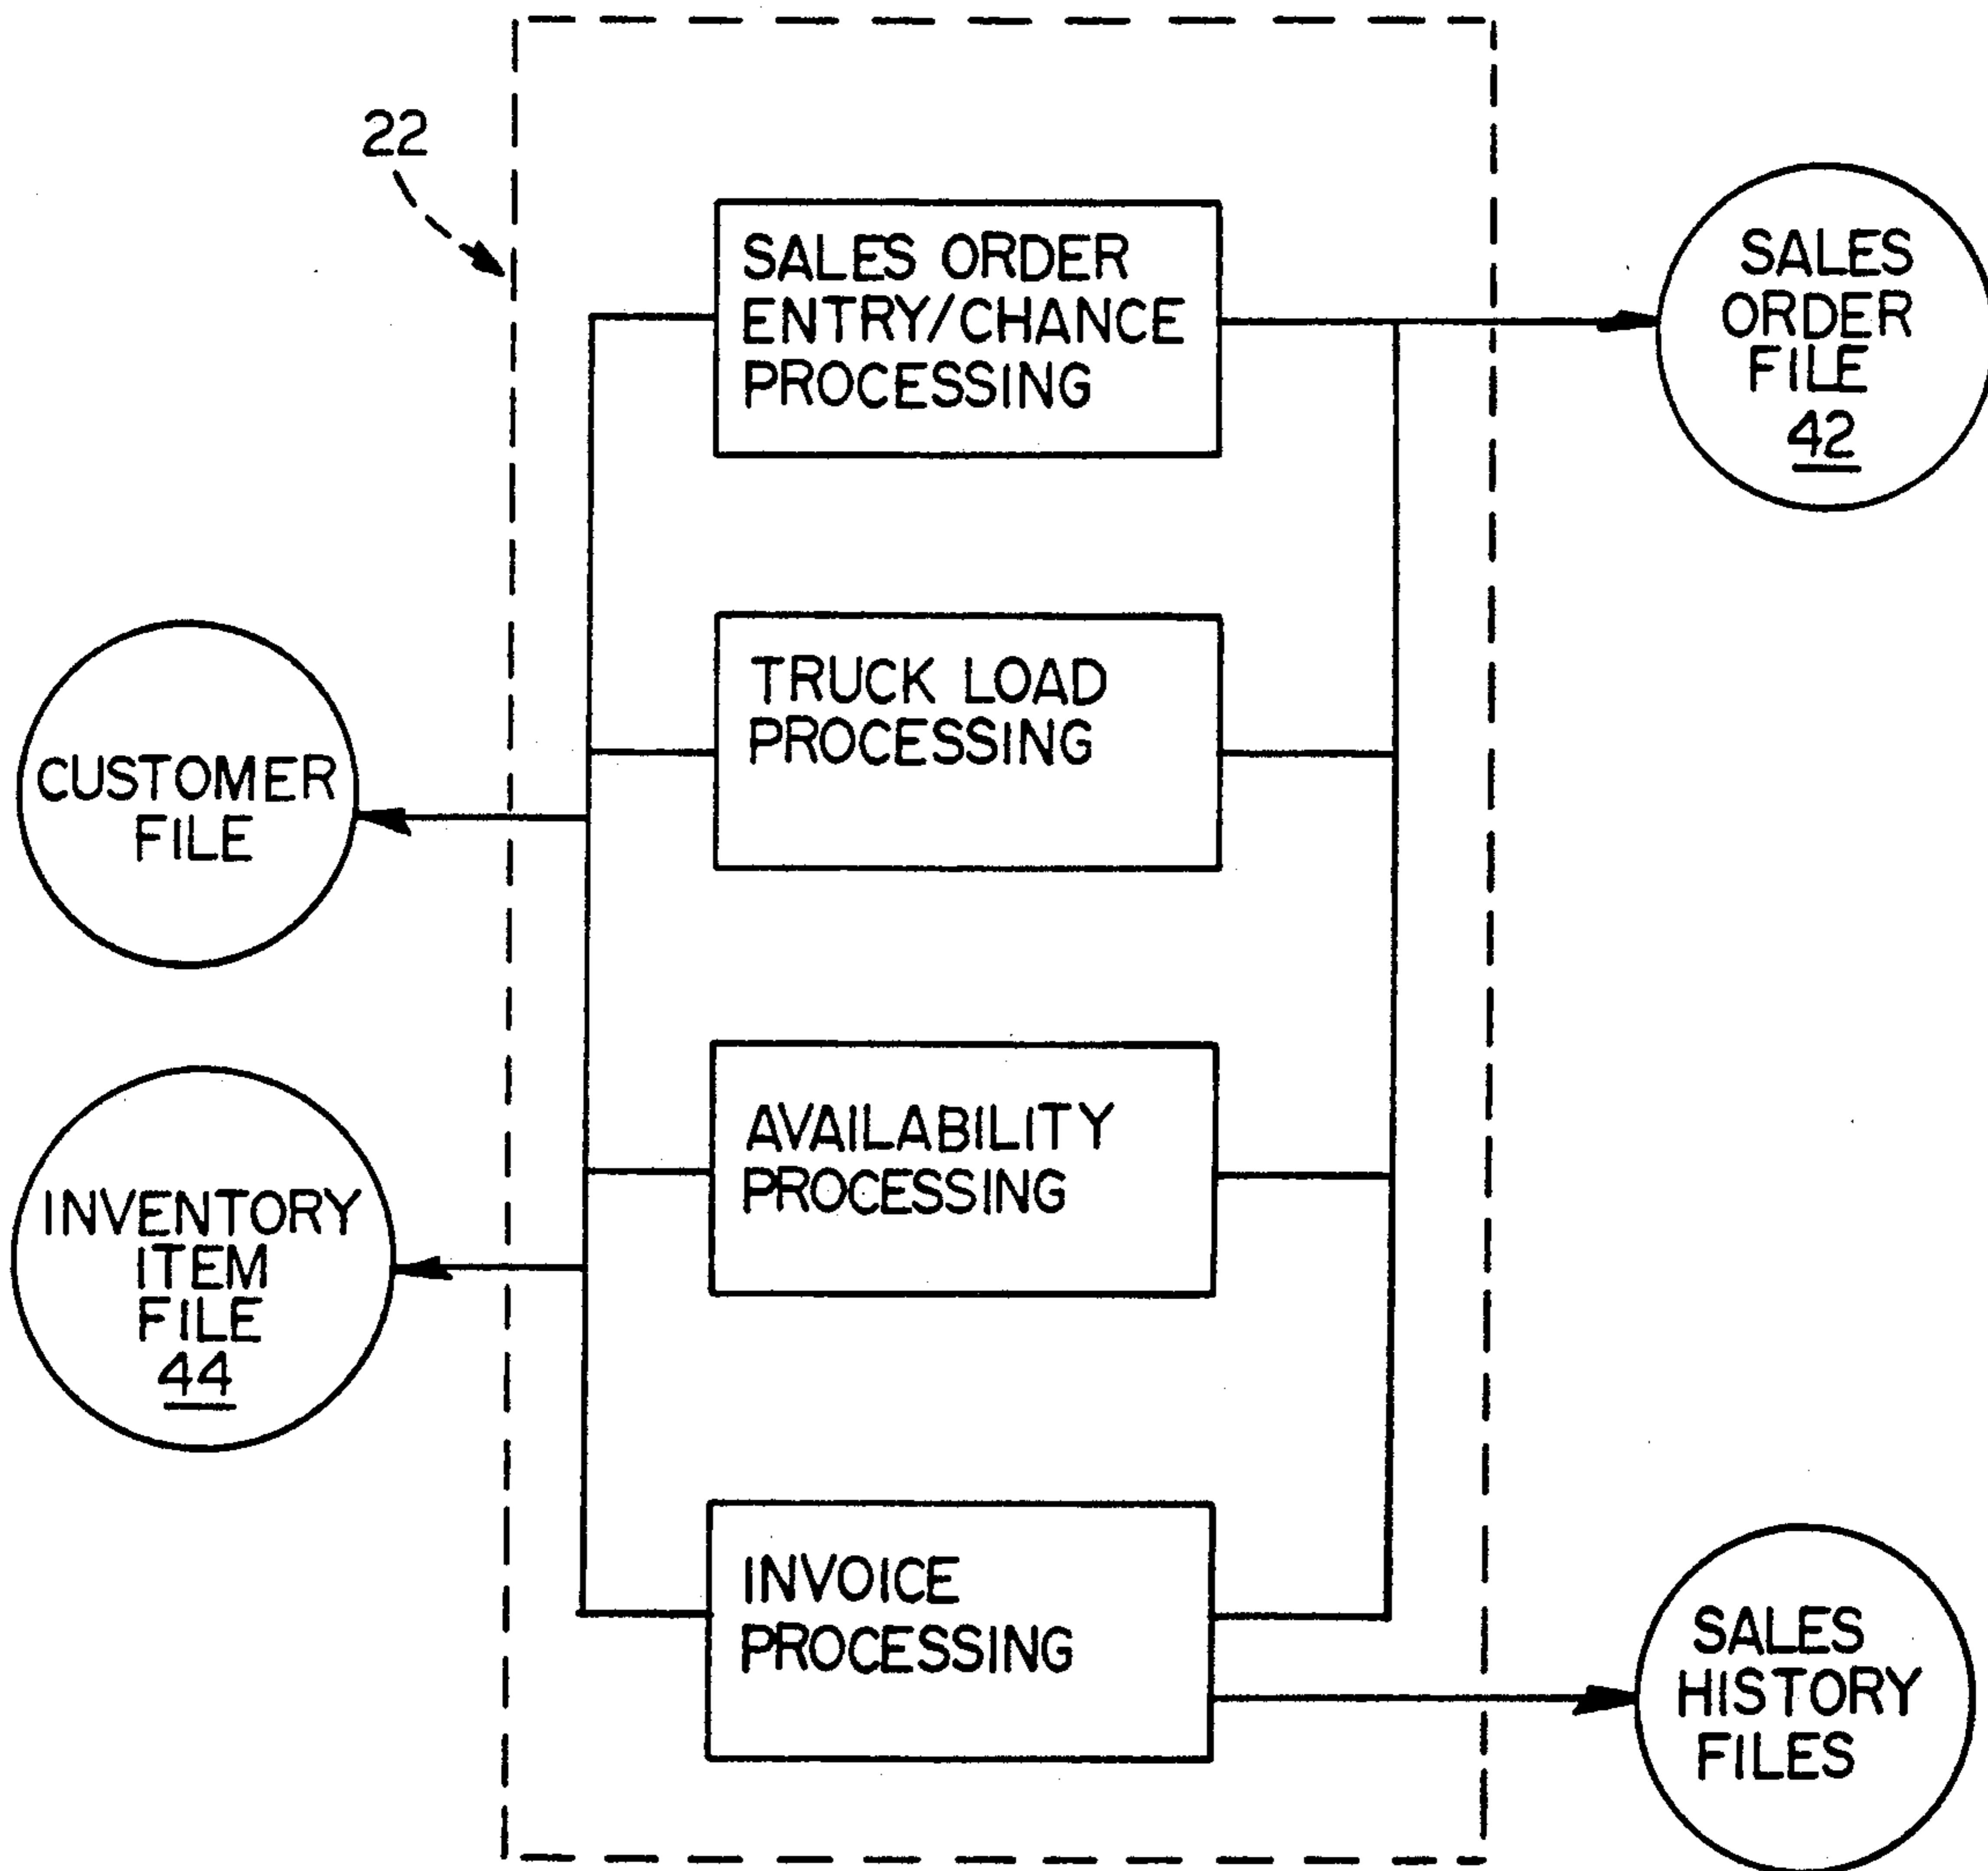 22
SALES ORDER
ENTRY/CHANCE
PROCESSING
SALES
ORDER
FILE
42
TRUCK LOAD
PROCESSING
CUSTOMER
FILE
AVAILABILITY
PROCESSING
INVENTORY
ITEM
FILE
44
INVOICE
PROCESSING
SALES
HISTORY
FILES